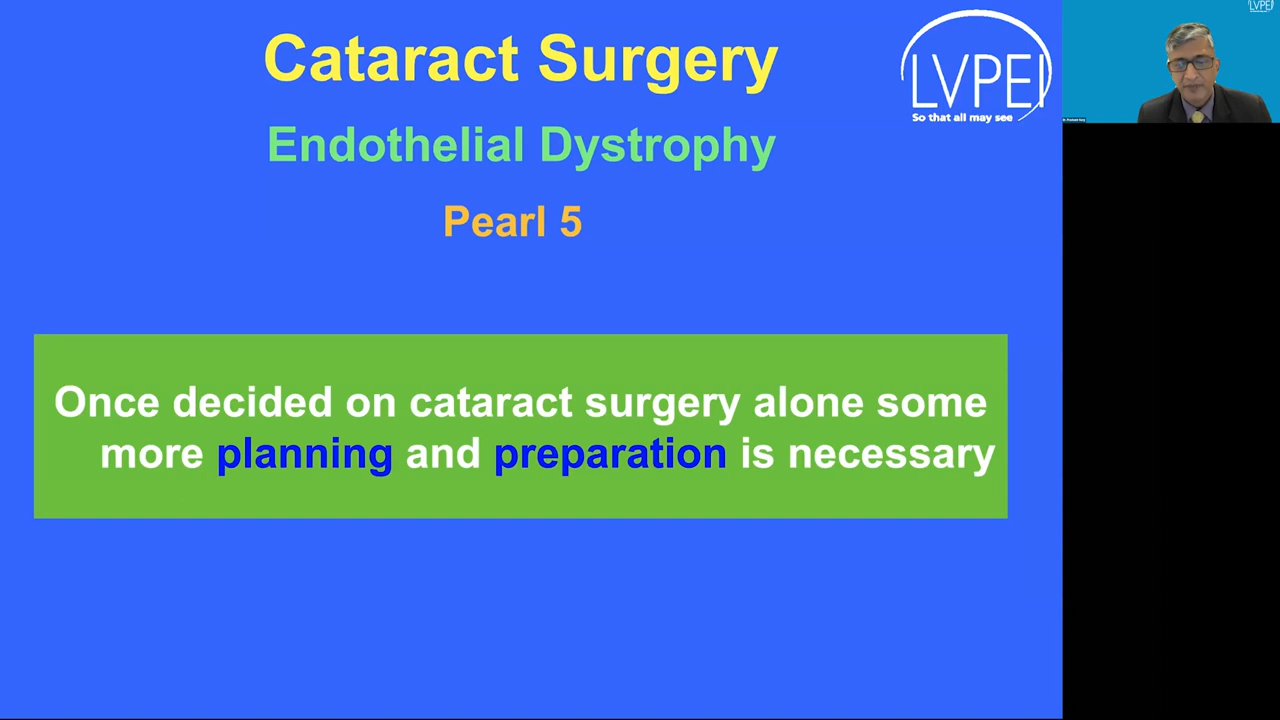 Cataract Surgery
Endothelial Dystrophy
Pearl 5
LVPEI
So that all may see
Once decided on cataract surgery alone some
more planning and preparation is necessary
LVPEI